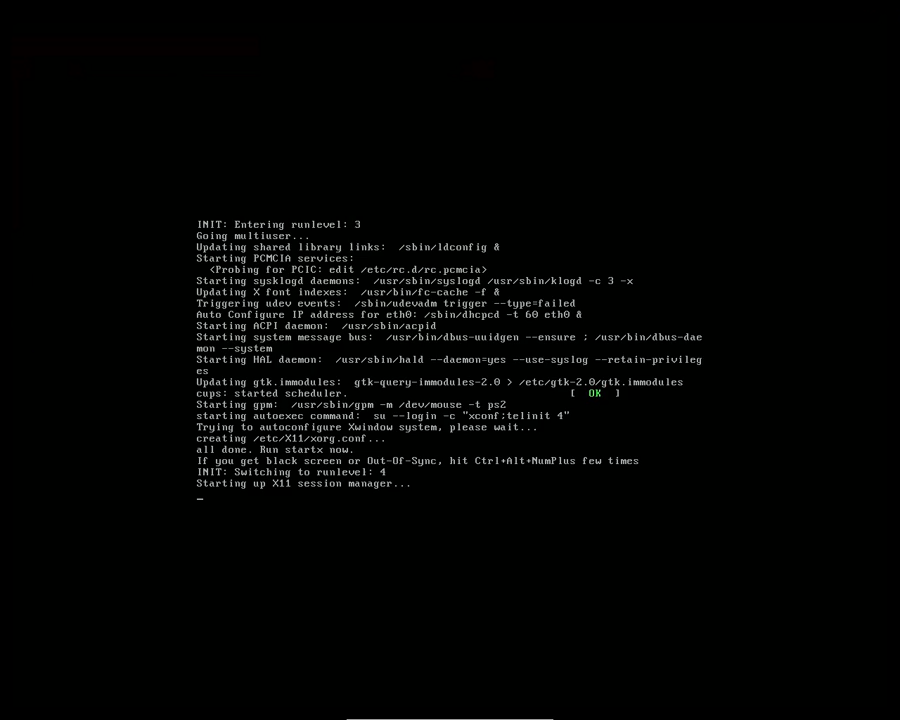 INIT: Entering runlevel: 3
Going multiuser...
Updating shared library links:  /sbin/ldconfig &
Starting PCMCIA services:
  <Probing for PCIC: edit /etc/rc.d/rc.pcmcia>
Starting sysklogd daemons:  /usr/sbin/syslogd /usr/sbin/klogd -c 3 -x
Updating X font indexes:  /usr/bin/fc-cache -f &
Triggering udev events:  /sbin/udevadm trigger --type=failed
Auto Configure IP address for eth0: /sbin/dhcpcd -t 60 eth0 &
Starting ACPI daemon:  /usr/sbin/acpid
Starting system message bus:  /usr/bin/dbus-uuidgen --ensure ; /usr/bin/dbus-dae
mon --system
Starting HAL daemon:  /usr/sbin/hald --daemon=yes --use-syslog --retain-privileg
es
Updating gtk.immodules:  gtk-query-immodules-2.0 > /etc/gtk-2.0/gtk.immodules
cups: started scheduler.                                    [  OK  ]
Starting gpm:  /usr/sbin/gpm -m /dev/mouse -t ps2
starting autoexec command:  su --login -c "xconf;telinit 4"
Trying to autoconfigure Xwindow system, please wait...
creating /etc/X11/xorg.conf...
all done. Run startx now.
If you get black screen or Out-Of-Sync, hit Ctrl+Alt+NumPlus few times
INIT: Switching to runlevel: 4
Starting up X11 session manager...